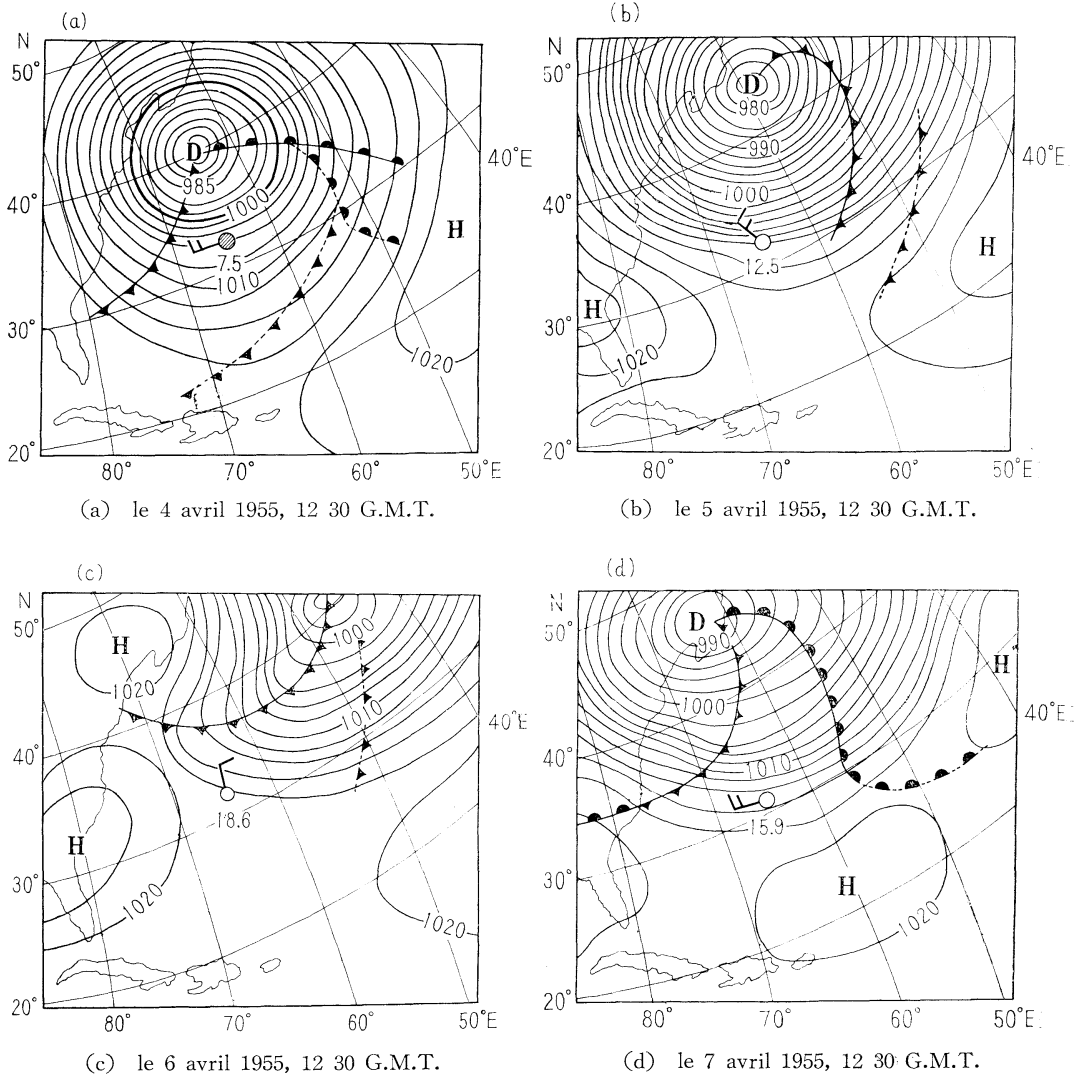 (a)
N
50°
40°
30°
20°
D
985
1000
7.5
1010
H
1020
40°E
80°
70°
60°
50°E
(a) le 4 avril 1955, 12 30 G.M.T.
(b)
N
50°
40°
30°
20°
D
980
990
1000
12.5
H
H
1020
40°E
80°
70°
60°
50°E
(b) le 5 avril 1955, 12 30 G.M.T.
(c)
N
50°
40°
30°
20°
H
1020
1000
1010
18.6
H
1020
1020
40°E
80°
70°
60°
50°E
(c) le 6 avril 1955, 12 30 G.M.T.
(d)
N
50°
40°
30°
20°
D
990
1000
1010
15.9
H
H
1020
40°E
80°
70°
60°
50°E
(d) le 7 avril 1955, 12 30 G.M.T.